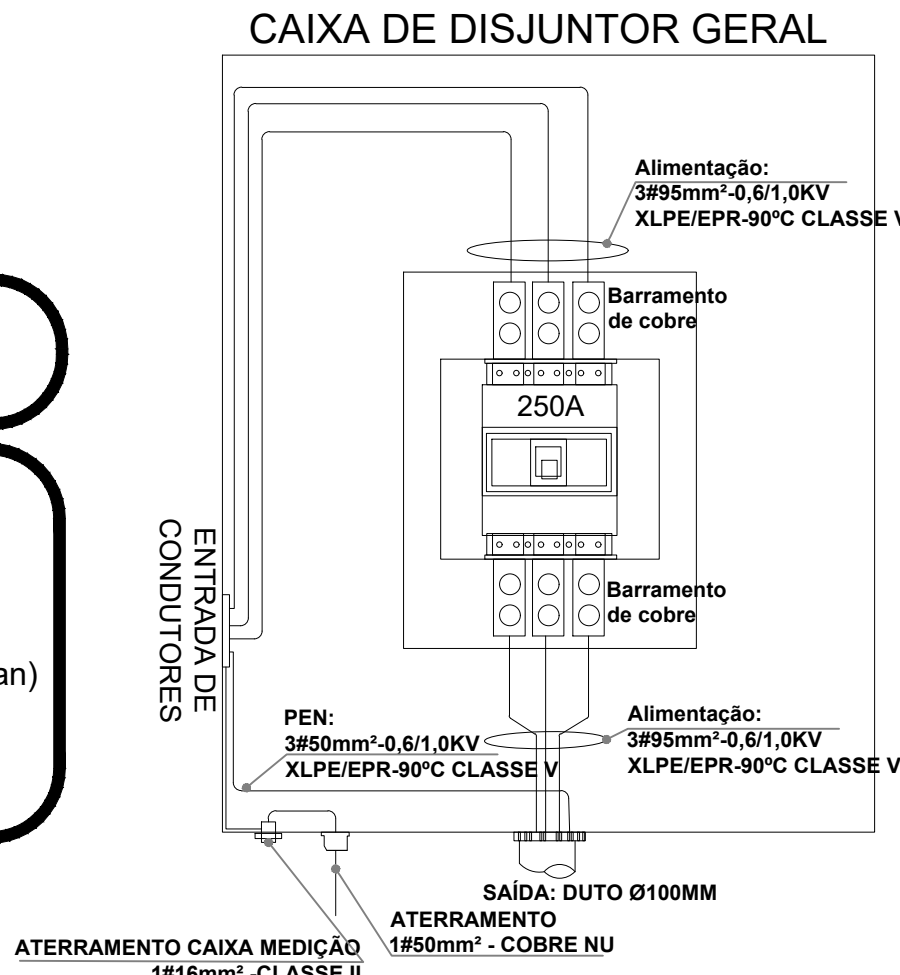 CAIXA DE DISJUNTOR GERAL
Alimentação:
3#95mm²-0,6/1,0KV
XLPE/EPR-90ºC CLASSE V
Barramento
de cobre
250A
ENTRADA DE
CONDUTORES
Barramento
de cobre
an)
PEN:
3#50mm²-0,6/1,0KV
XLPE/EPR-90ºC CLASSE V
Alimentação:
3#95mm²-0,6/1,0KV
XLPE/EPR-90ºC CLASSE V
SAÍDA: DUTO Ø100MM
ATERRAMENTO
1#50mm² - COBRE NU
ATERRAMENTO CAIXA MEDIÇÃO
1#16mm² -CLASSE II